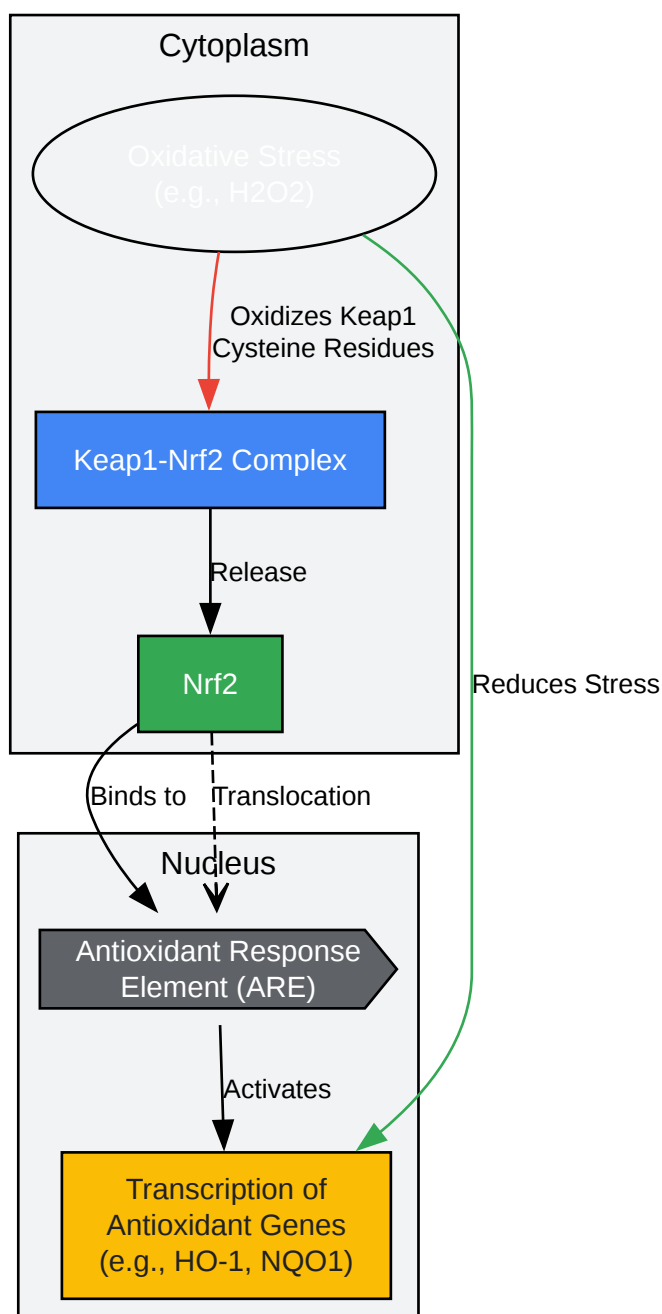 Cytoplasm
Oxidative Stress
(e.g., H2O2)
Oxidizes Keap1
Cysteine Residues
Keap1-Nrf2 Complex
Release
Nrf2
Reduces Stress
Binds to
Translocation
Nucleus
Antioxidant Response
Element (ARE)
Activates
Transcription of
Antioxidant Genes
(e.g., HO-1, NQO1)